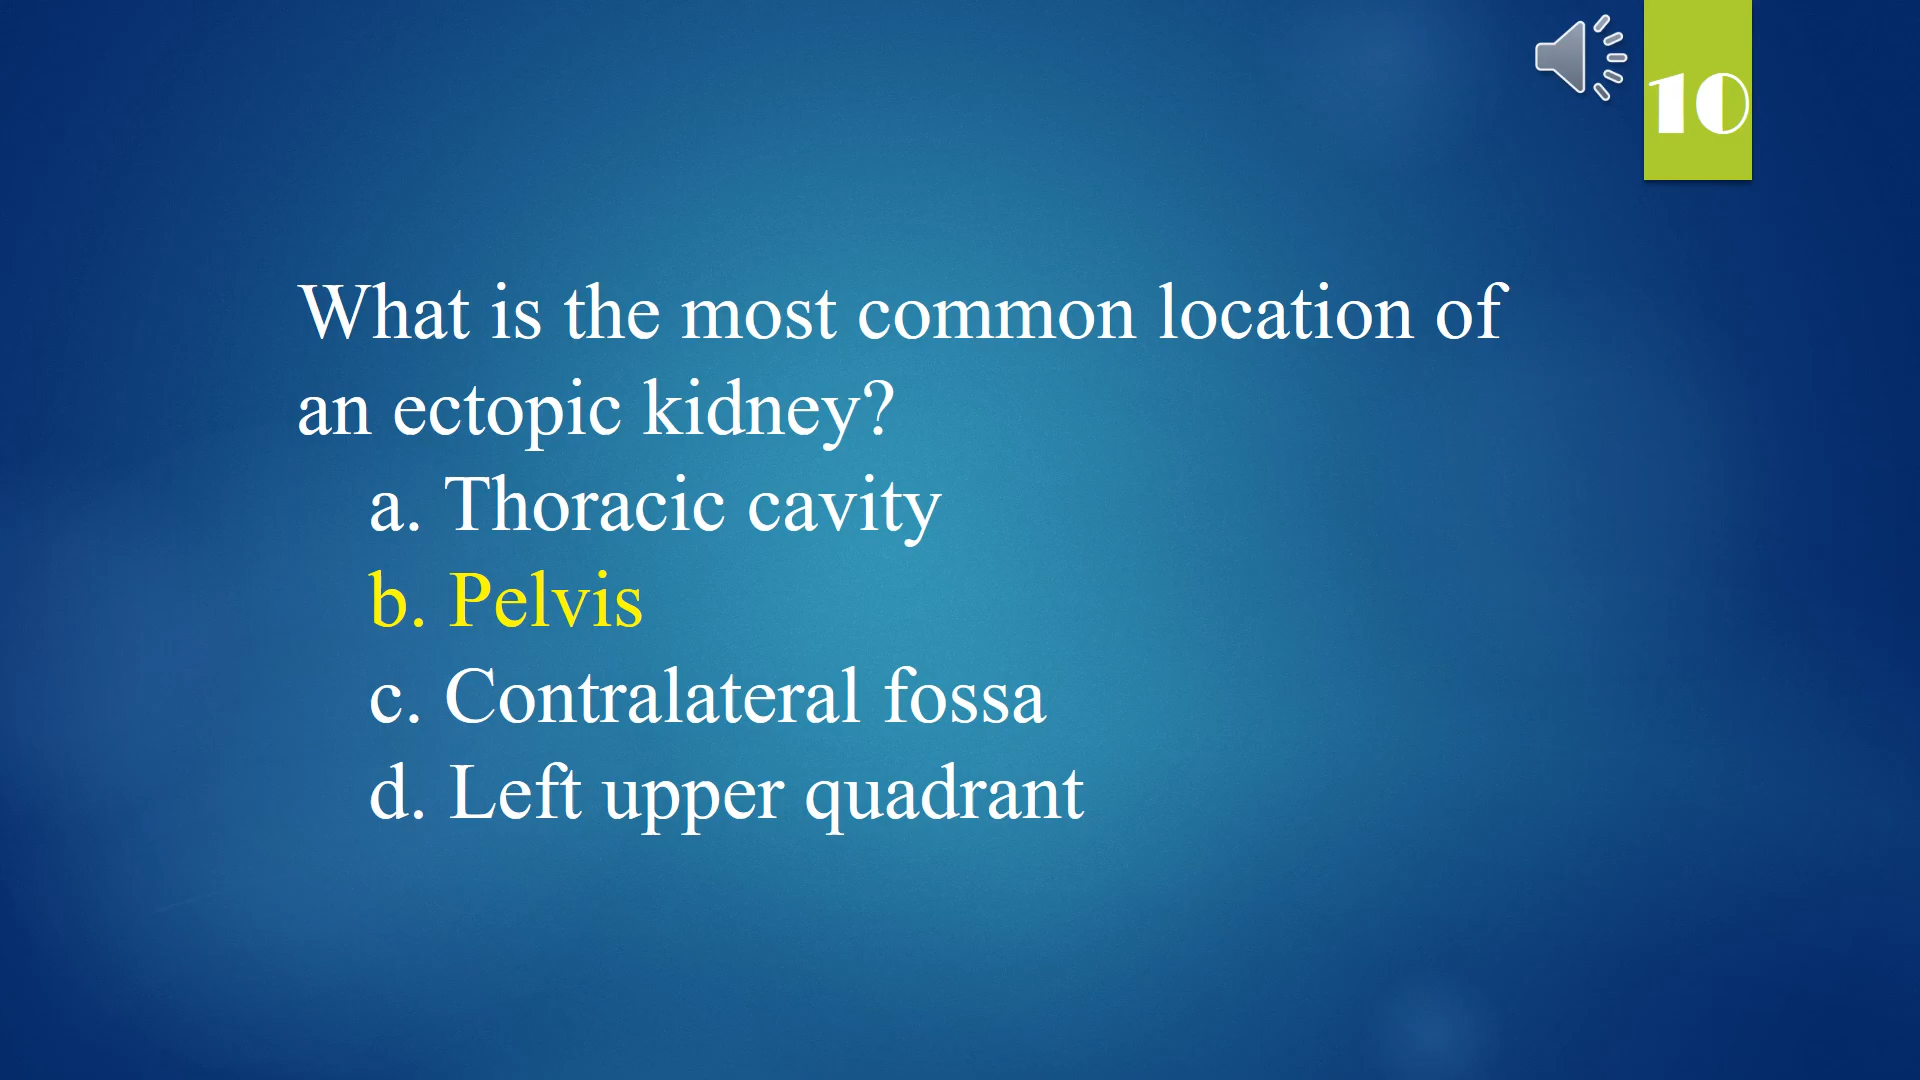 10
What is the most common location of
an ectopic kidney?
a. Thoracic cavity
b. Pelvis
c. Contralateral fossa
d. Left upper quadrant